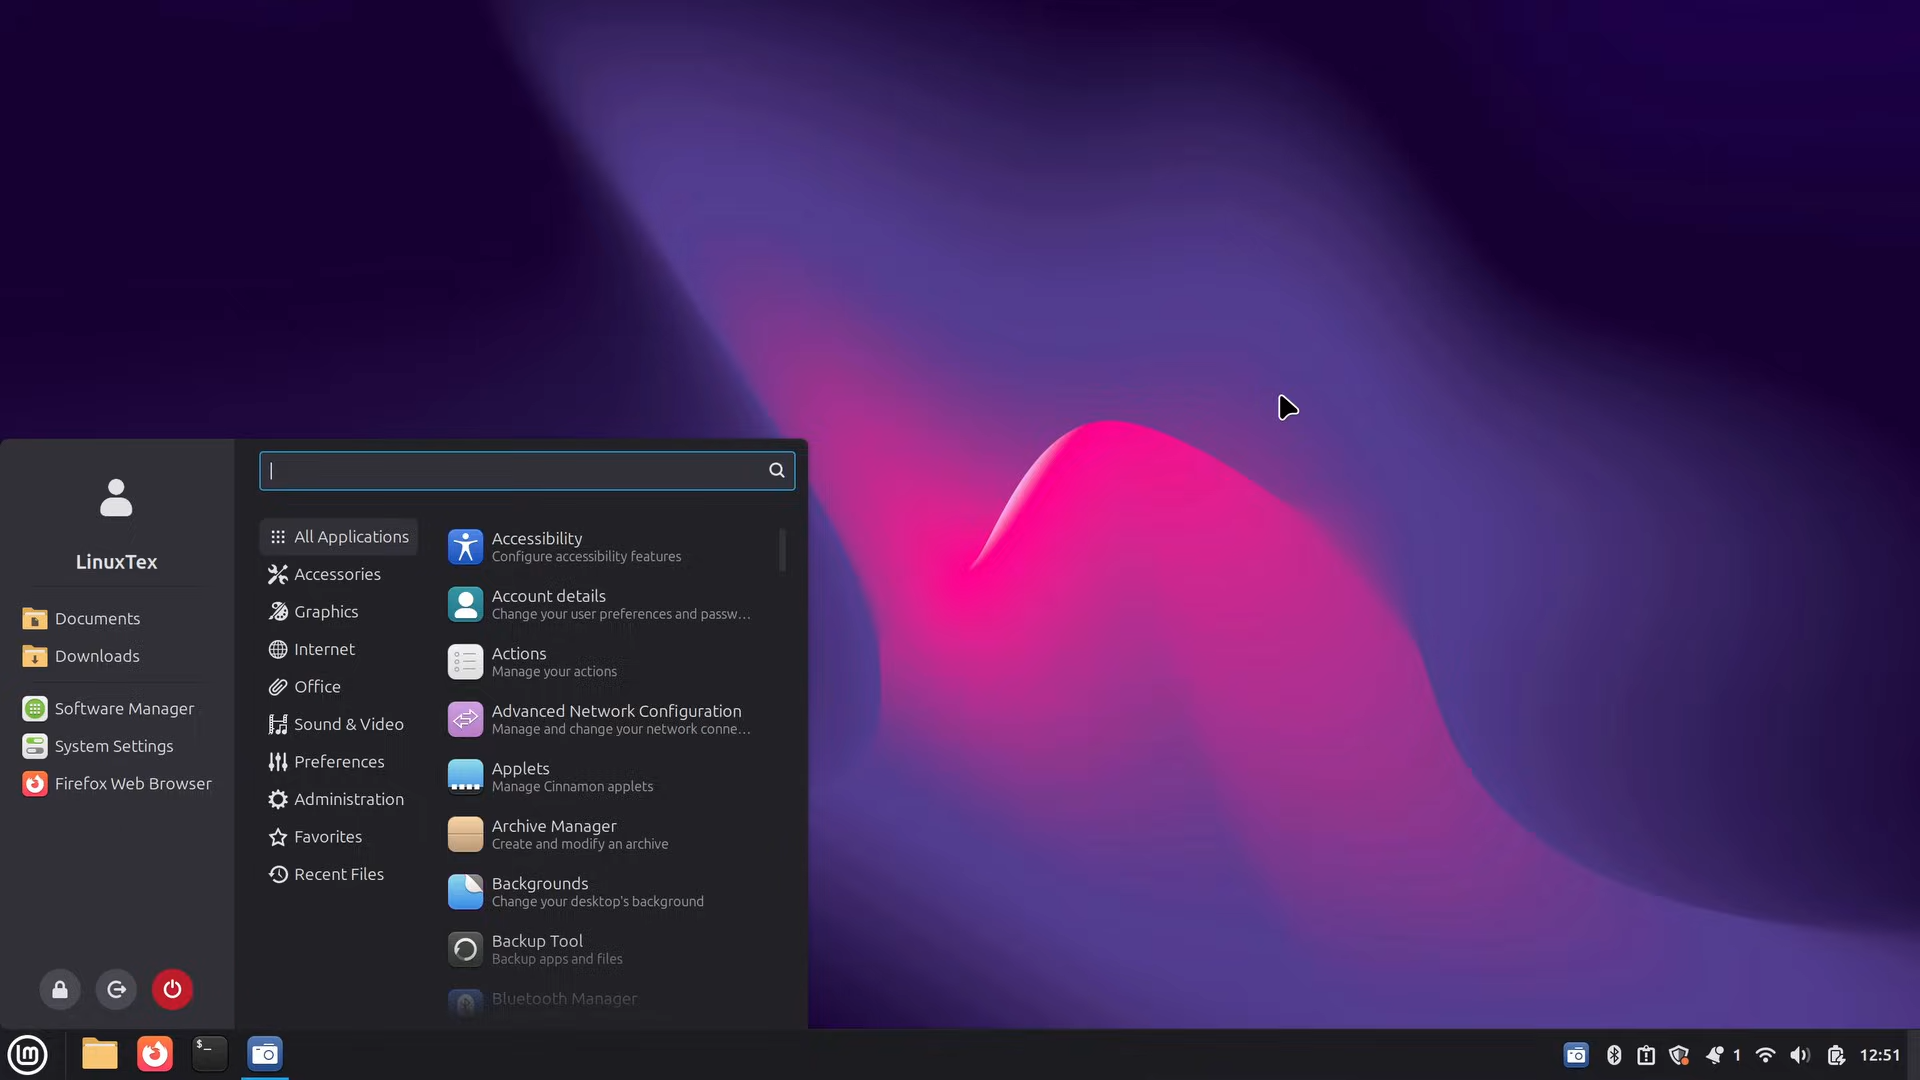 LinuxTex
Documents
Downloads
Software Manager
System Settings
Firefox Web Browser
All Applications
Accessories
Graphics
Internet
Office
Sound & Video
Preferences
Administration
Favorites
Recent Files
Accessibility
Configure accessibility features
Account details
Change your user preferences and passw...
Actions
Manage your actions
Advanced Network Configuration
Manage and change your network conne...
Applets
Manage Cinnamon applets
Archive Manager
Create and modify an archive
Backgrounds
Change your desktop's background
Backup Tool
Backup apps and files
Bluetooth Manager
$_
1
12:51